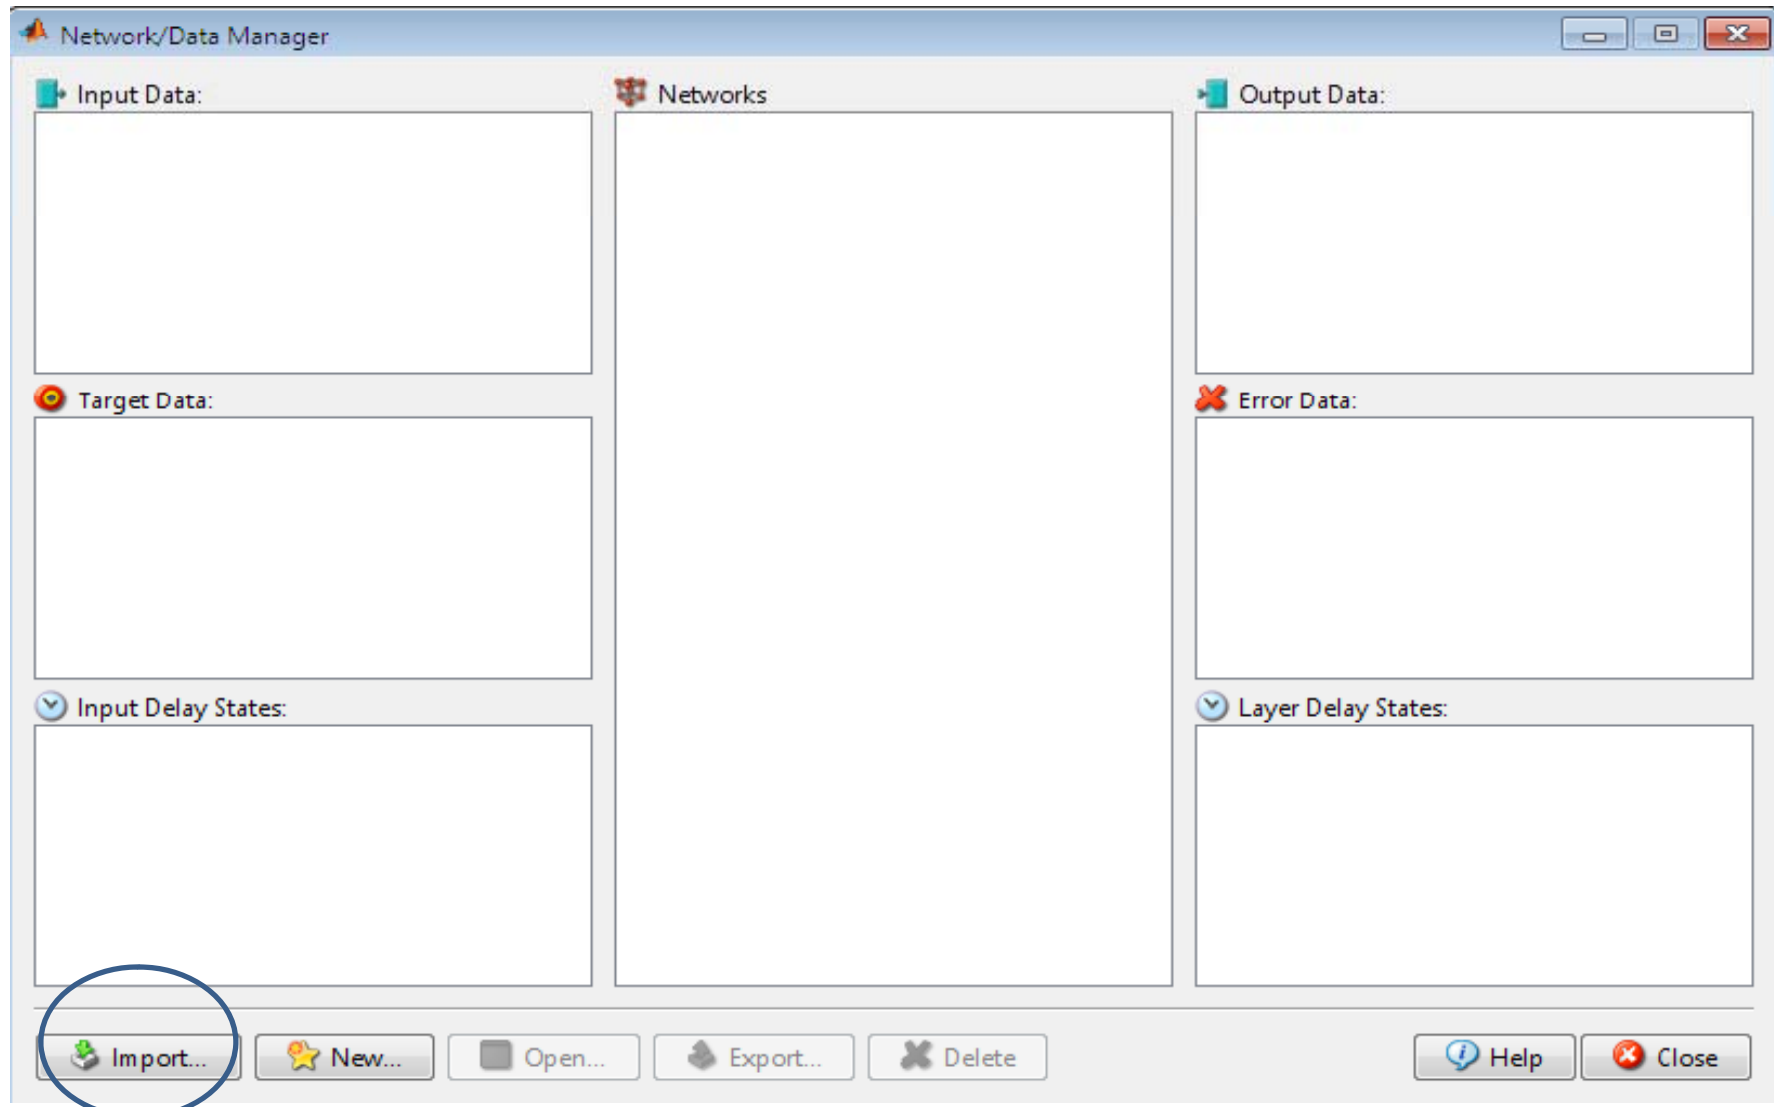 Network/Data Manager
Input Data:
Networks
Output Data:
Target Data:
Error Data:
Input Delay States:
Layer Delay States:
Import...
New...
Open...
Export...
Delete
Help
Close